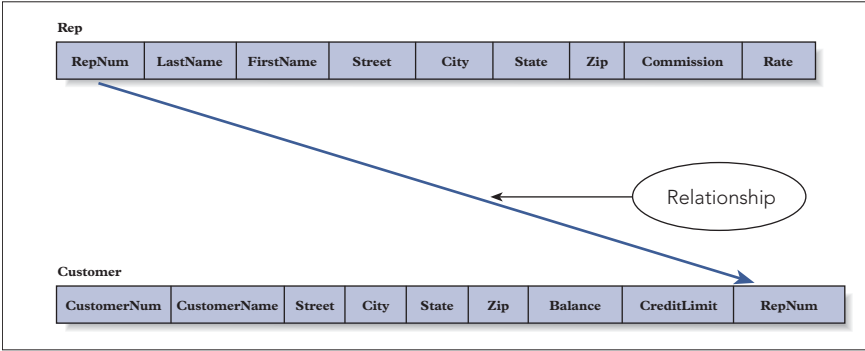 Rep
RepNum LastName FirstName Street City State Zip Commission Rate
Relationship
Customer
CustomerNum CustomerName Street City State Zip Balance CreditLimit RepNum